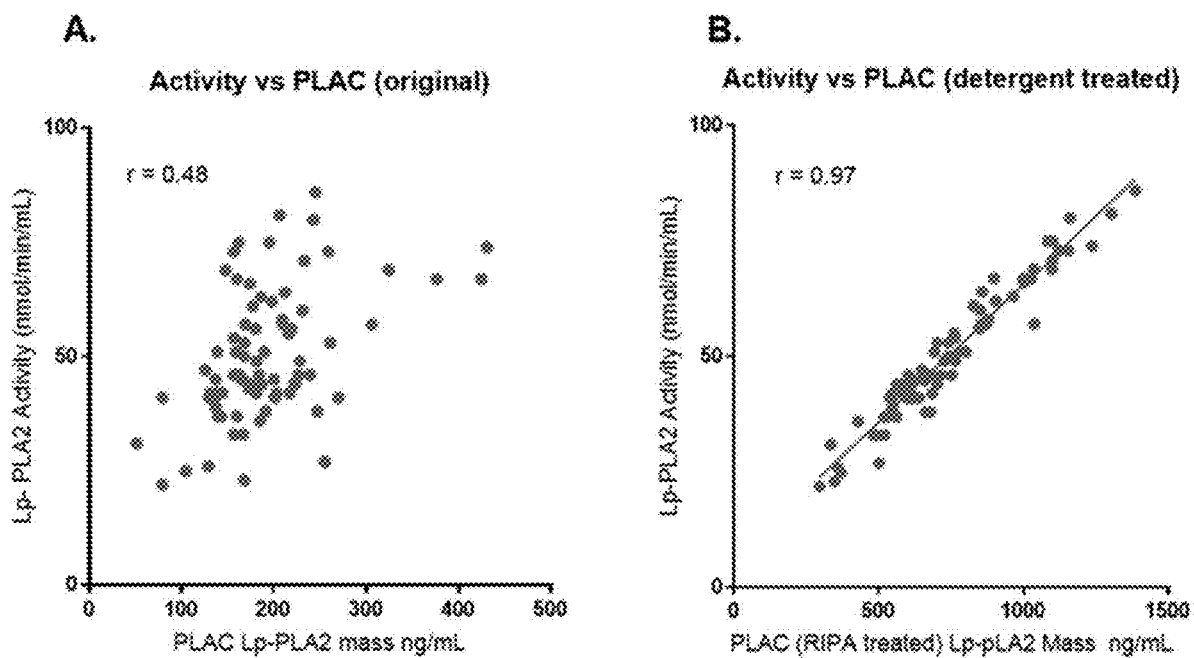 A.
Activity vs PLAC (original)
100
50
0
r = 0.48
Lp- PLA2 Activity (nmol/min/mL)
0 100 200 300 400 500
PLAC Lp-PLA2 mass ng/mL
B.
Activity vs PLAC (detergent treated)
100
50
0
r = 0.97
Lp-PLA2 Activity (nmol/min/mL)
0 500 1000 1500
PLAC (RIPA treated) Lp-pLA2 Mass ng/mL